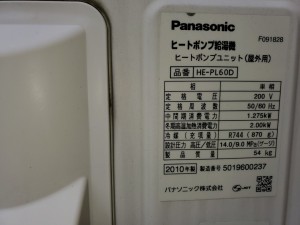 Panasonic
F091828
ヒートポンプ給湯機
ヒートポンプユニット(屋外用)
品番 HE-PL60D
相 単相
定格電圧 200 V
定格周波数 50/60 Hz
中間期消費電力 1.275kW
冬期高温加熱消費電力 2.00kW
冷媒(充填量) R744 (870 g)
設計圧力 高圧/低圧 14.0/9.0 MPa(ゲージ)
製品質量 54 kg
2010年製 製造番号 5019600237
パナソニック株式会社